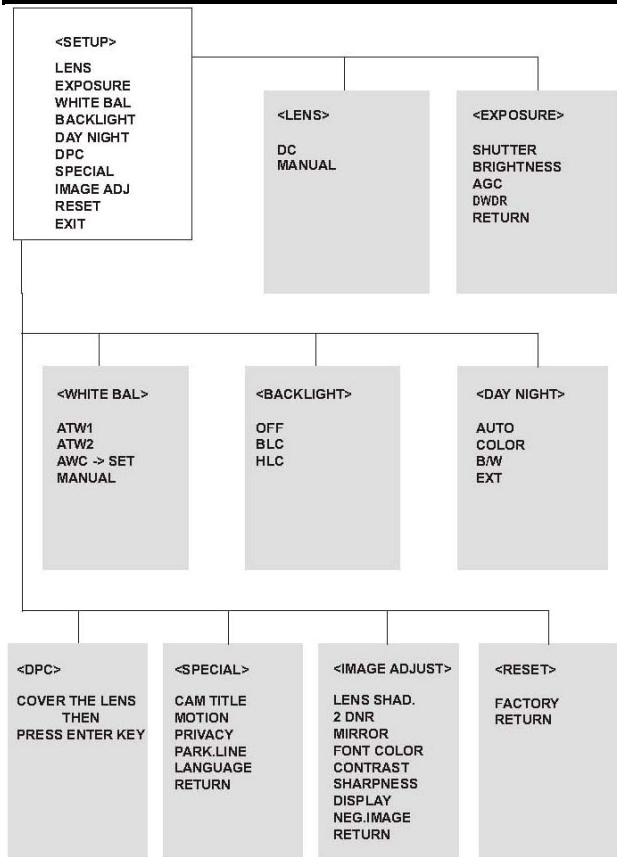 <SETUP>
LENS
EXPOSURE
WHITE BAL
BACKLIGHT
DAY NIGHT
DPC
SPECIAL
IMAGE ADJ
RESET
EXIT
<LENS>
DC
MANUAL
<EXPOSURE>
SHUTTER
BRIGHTNESS
AGC
DWDR
RETURN
<WHITE BAL>
ATW1
ATW2
AWC -> SET
MANUAL
<BACKLIGHT>
OFF
BLC
HLC
<DAY NIGHT>
AUTO
COLOR
B/W
EXT
<DPC>
COVER THE LENS
THEN
PRESS ENTER KEY
<SPECIAL>
CAM TITLE
MOTION
PRIVACY
PARK.LINE
LANGUAGE
RETURN
<IMAGE ADJUST>
LENS SHAD.
2 DNR
MIRROR
FONT COLOR
CONTRAST
SHARPNESS
DISPLAY
NEG.IMAGE
RETURN
<RESET>
FACTORY
RETURN